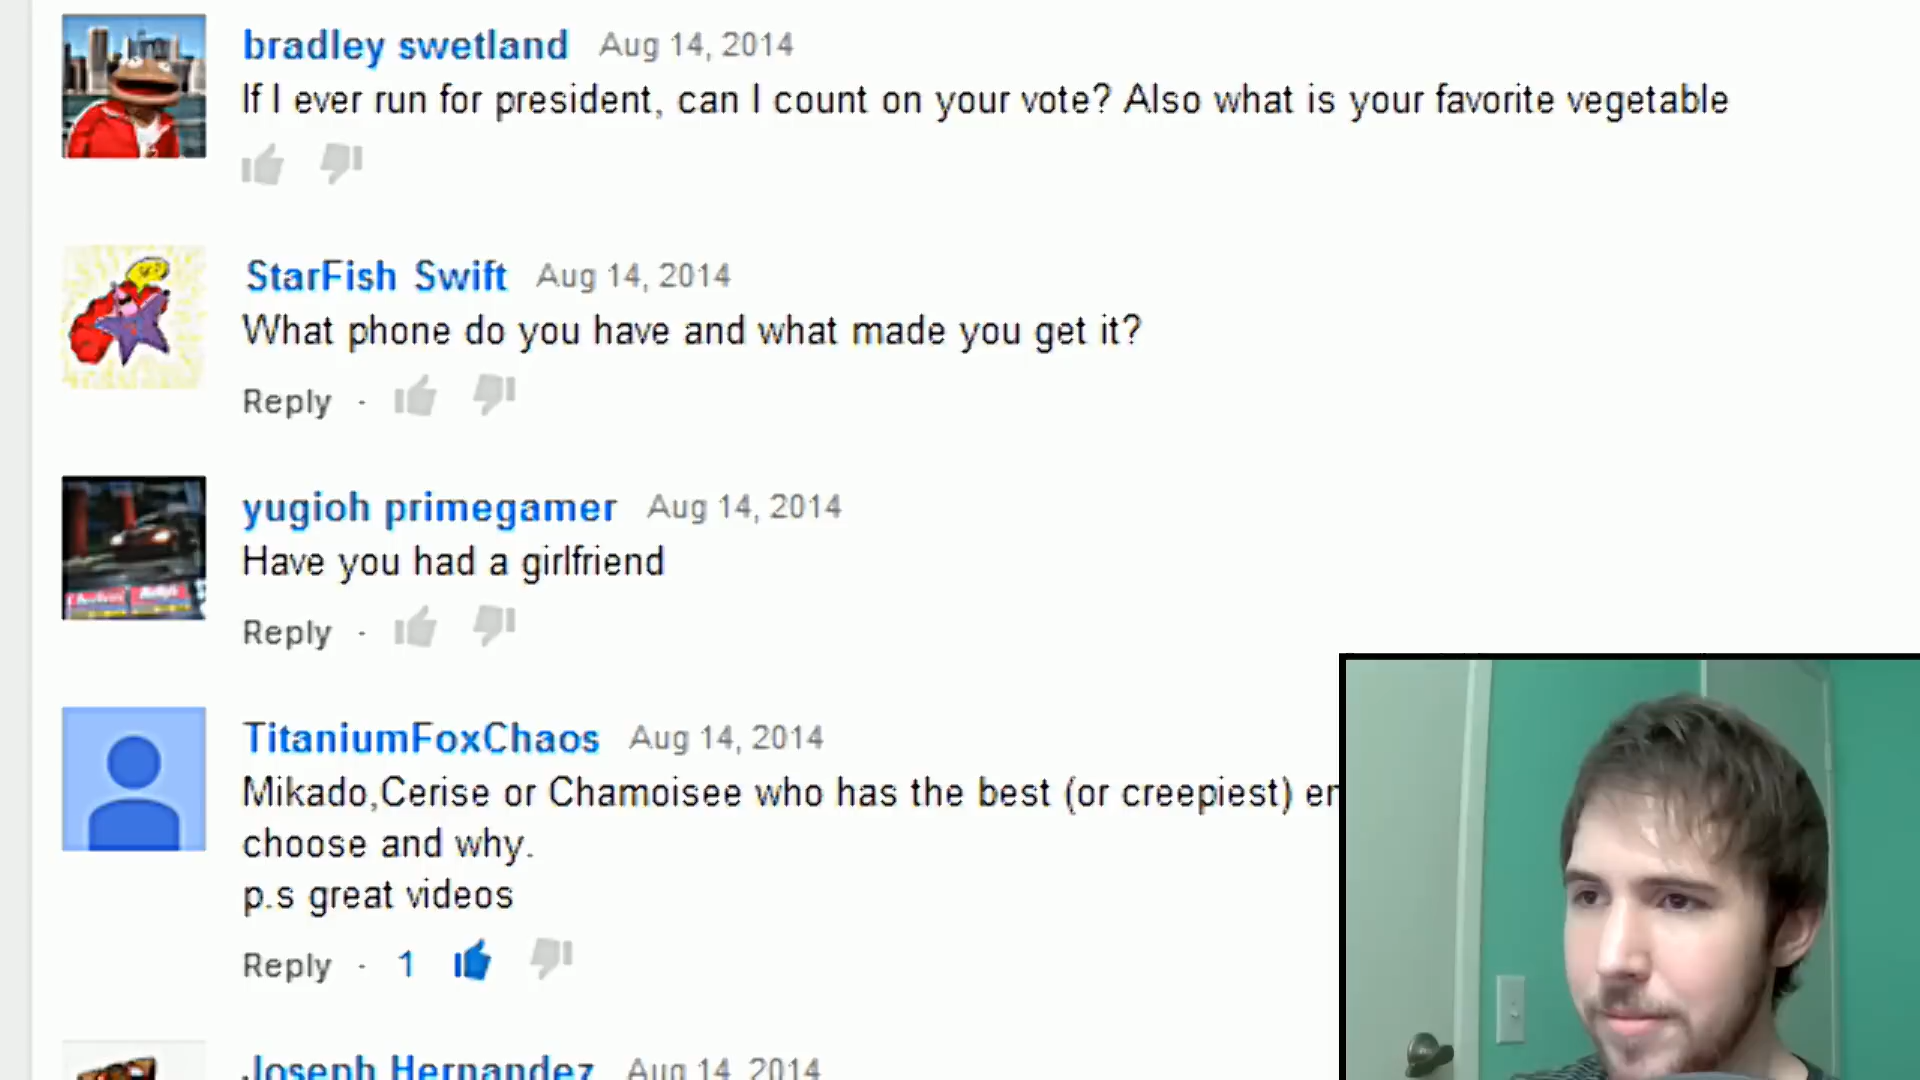 bradley swetland Aug 14, 2014
If I ever run for president, can I count on your vote? Also what is your favorite vegetable
StarFish Swift Aug 14, 2014
What phone do you have and what made you get it?
Reply ·
yugioh primegamer Aug 14, 2014
Have you had a girlfriend
Reply ·
TitaniumFoxChaos Aug 14, 2014
Mikado,Cerise or Chamoisee who has the best (or creepiest)
choose and why.
p.s great videos
Reply · 1
Joseph Hernandez Aug 14, 2014